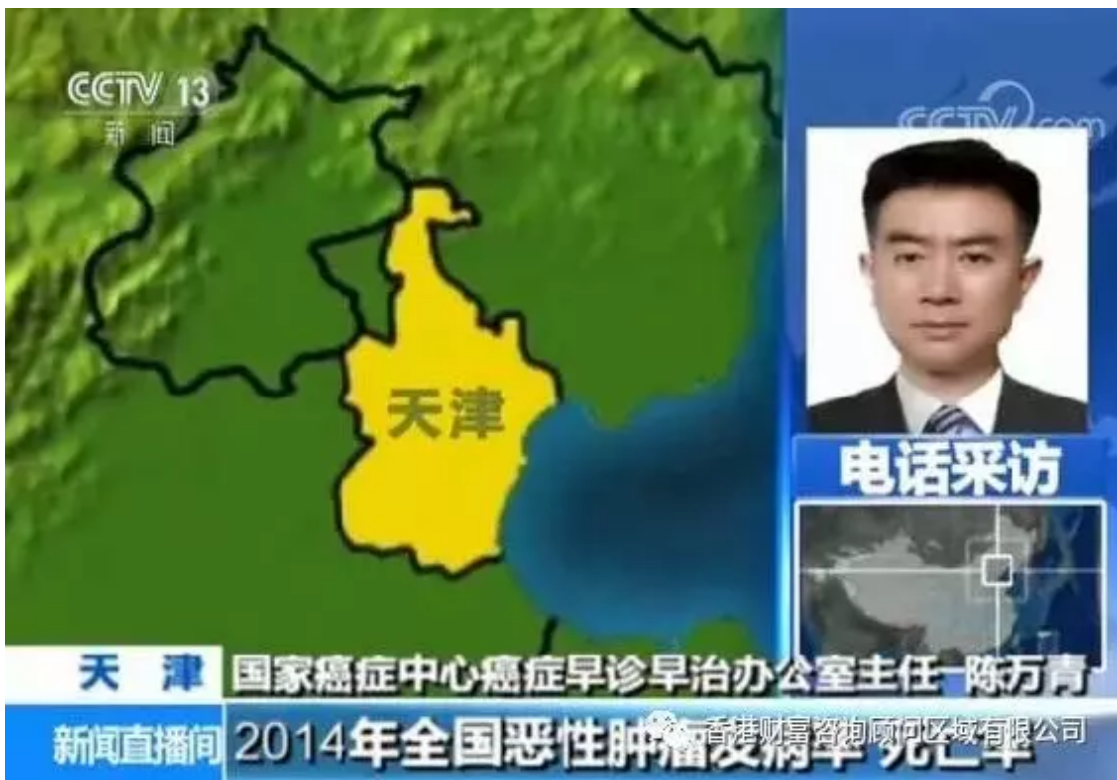 CCTV 13
新闻
CCTV.com
天津
电话采访
天津 国家癌症中心癌症早诊早治办公室主任 陈万青
新闻直播间 2014年全国恶性肿瘤发病率 死亡率
香港财富咨询顾问区域有限公司